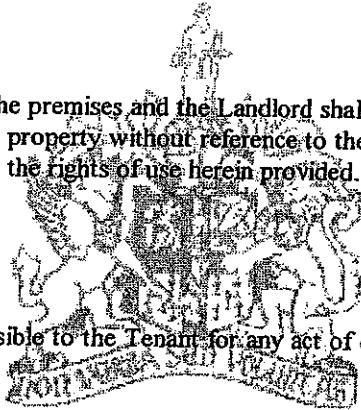 he premises and the Landlord shal
property without reference to the
the rights of use herein provided.
sible to the Tenant for any act of